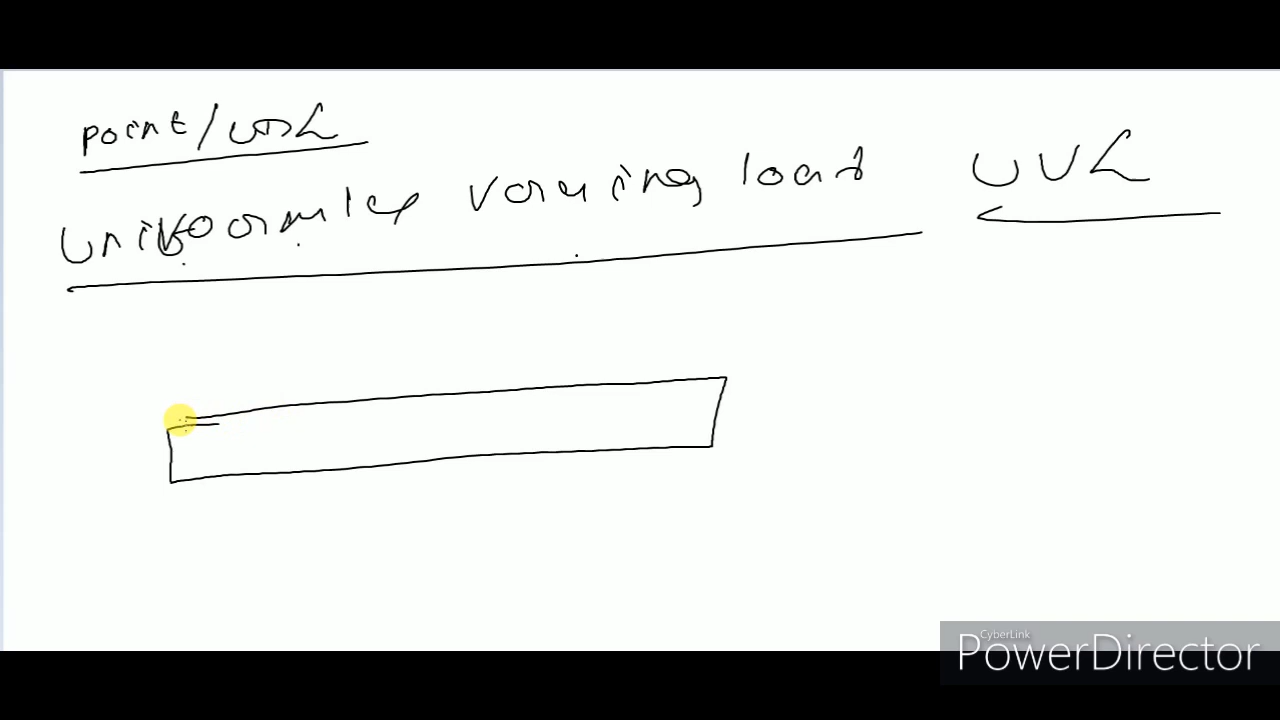 point/UDL
uniformly varying load UVL
CyberLink
PowerDirector